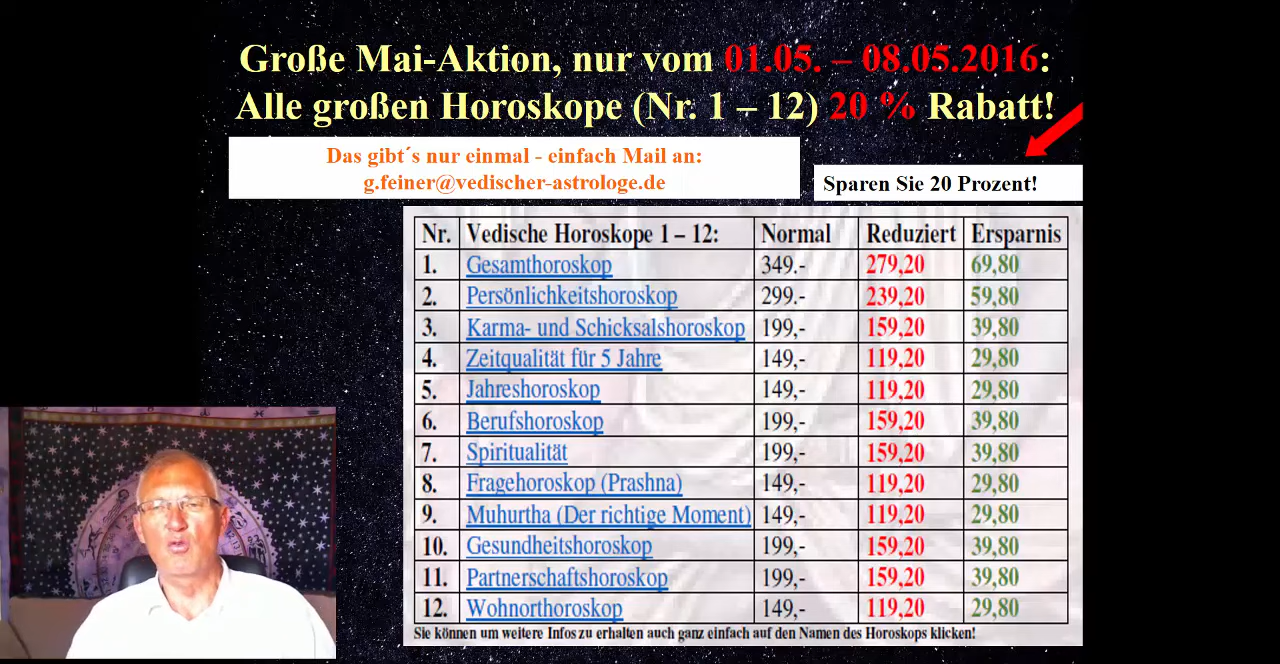 Große Mai-Aktion, nur vom 01.05. – 08.05.2016:
Alle großen Horoskope (Nr. 1 – 12) 20 % Rabatt!
Das gibt´s nur einmal - einfach Mail an:
g.feiner@vedischer-astrologe.de
Sparen Sie 20 Prozent!
Nr. Vedische Horoskope 1 – 12: Normal Reduziert Ersparnis
1. Gesamthoroskop 349.- 279,20 69,80
2. Persönlichkeitshoroskop 299.- 239,20 59,80
3. Karma- und Schicksalshoroskop 199,- 159,20 39,80
4. Zeitqualität für 5 Jahre 149,- 119,20 29,80
5. Jahreshoroskop 149,- 119,20 29,80
6. Berufshoroskop 199,- 159,20 39,80
7. Spiritualität 199,- 159,20 39,80
8. Fragehoroskop (Prashna) 149,- 119,20 29,80
9. Muhurtha (Der richtige Moment) 149,- 119,20 29,80
10. Gesundheitshoroskop 199,- 159,20 39,80
11. Partnerschaftshoroskop 199,- 159,20 39,80
12. Wohnorthoroskop 149,- 119,20 29,80
Sie können um weitere Infos zu erhalten auch ganz einfach auf den Namen des Horoskops klicken!